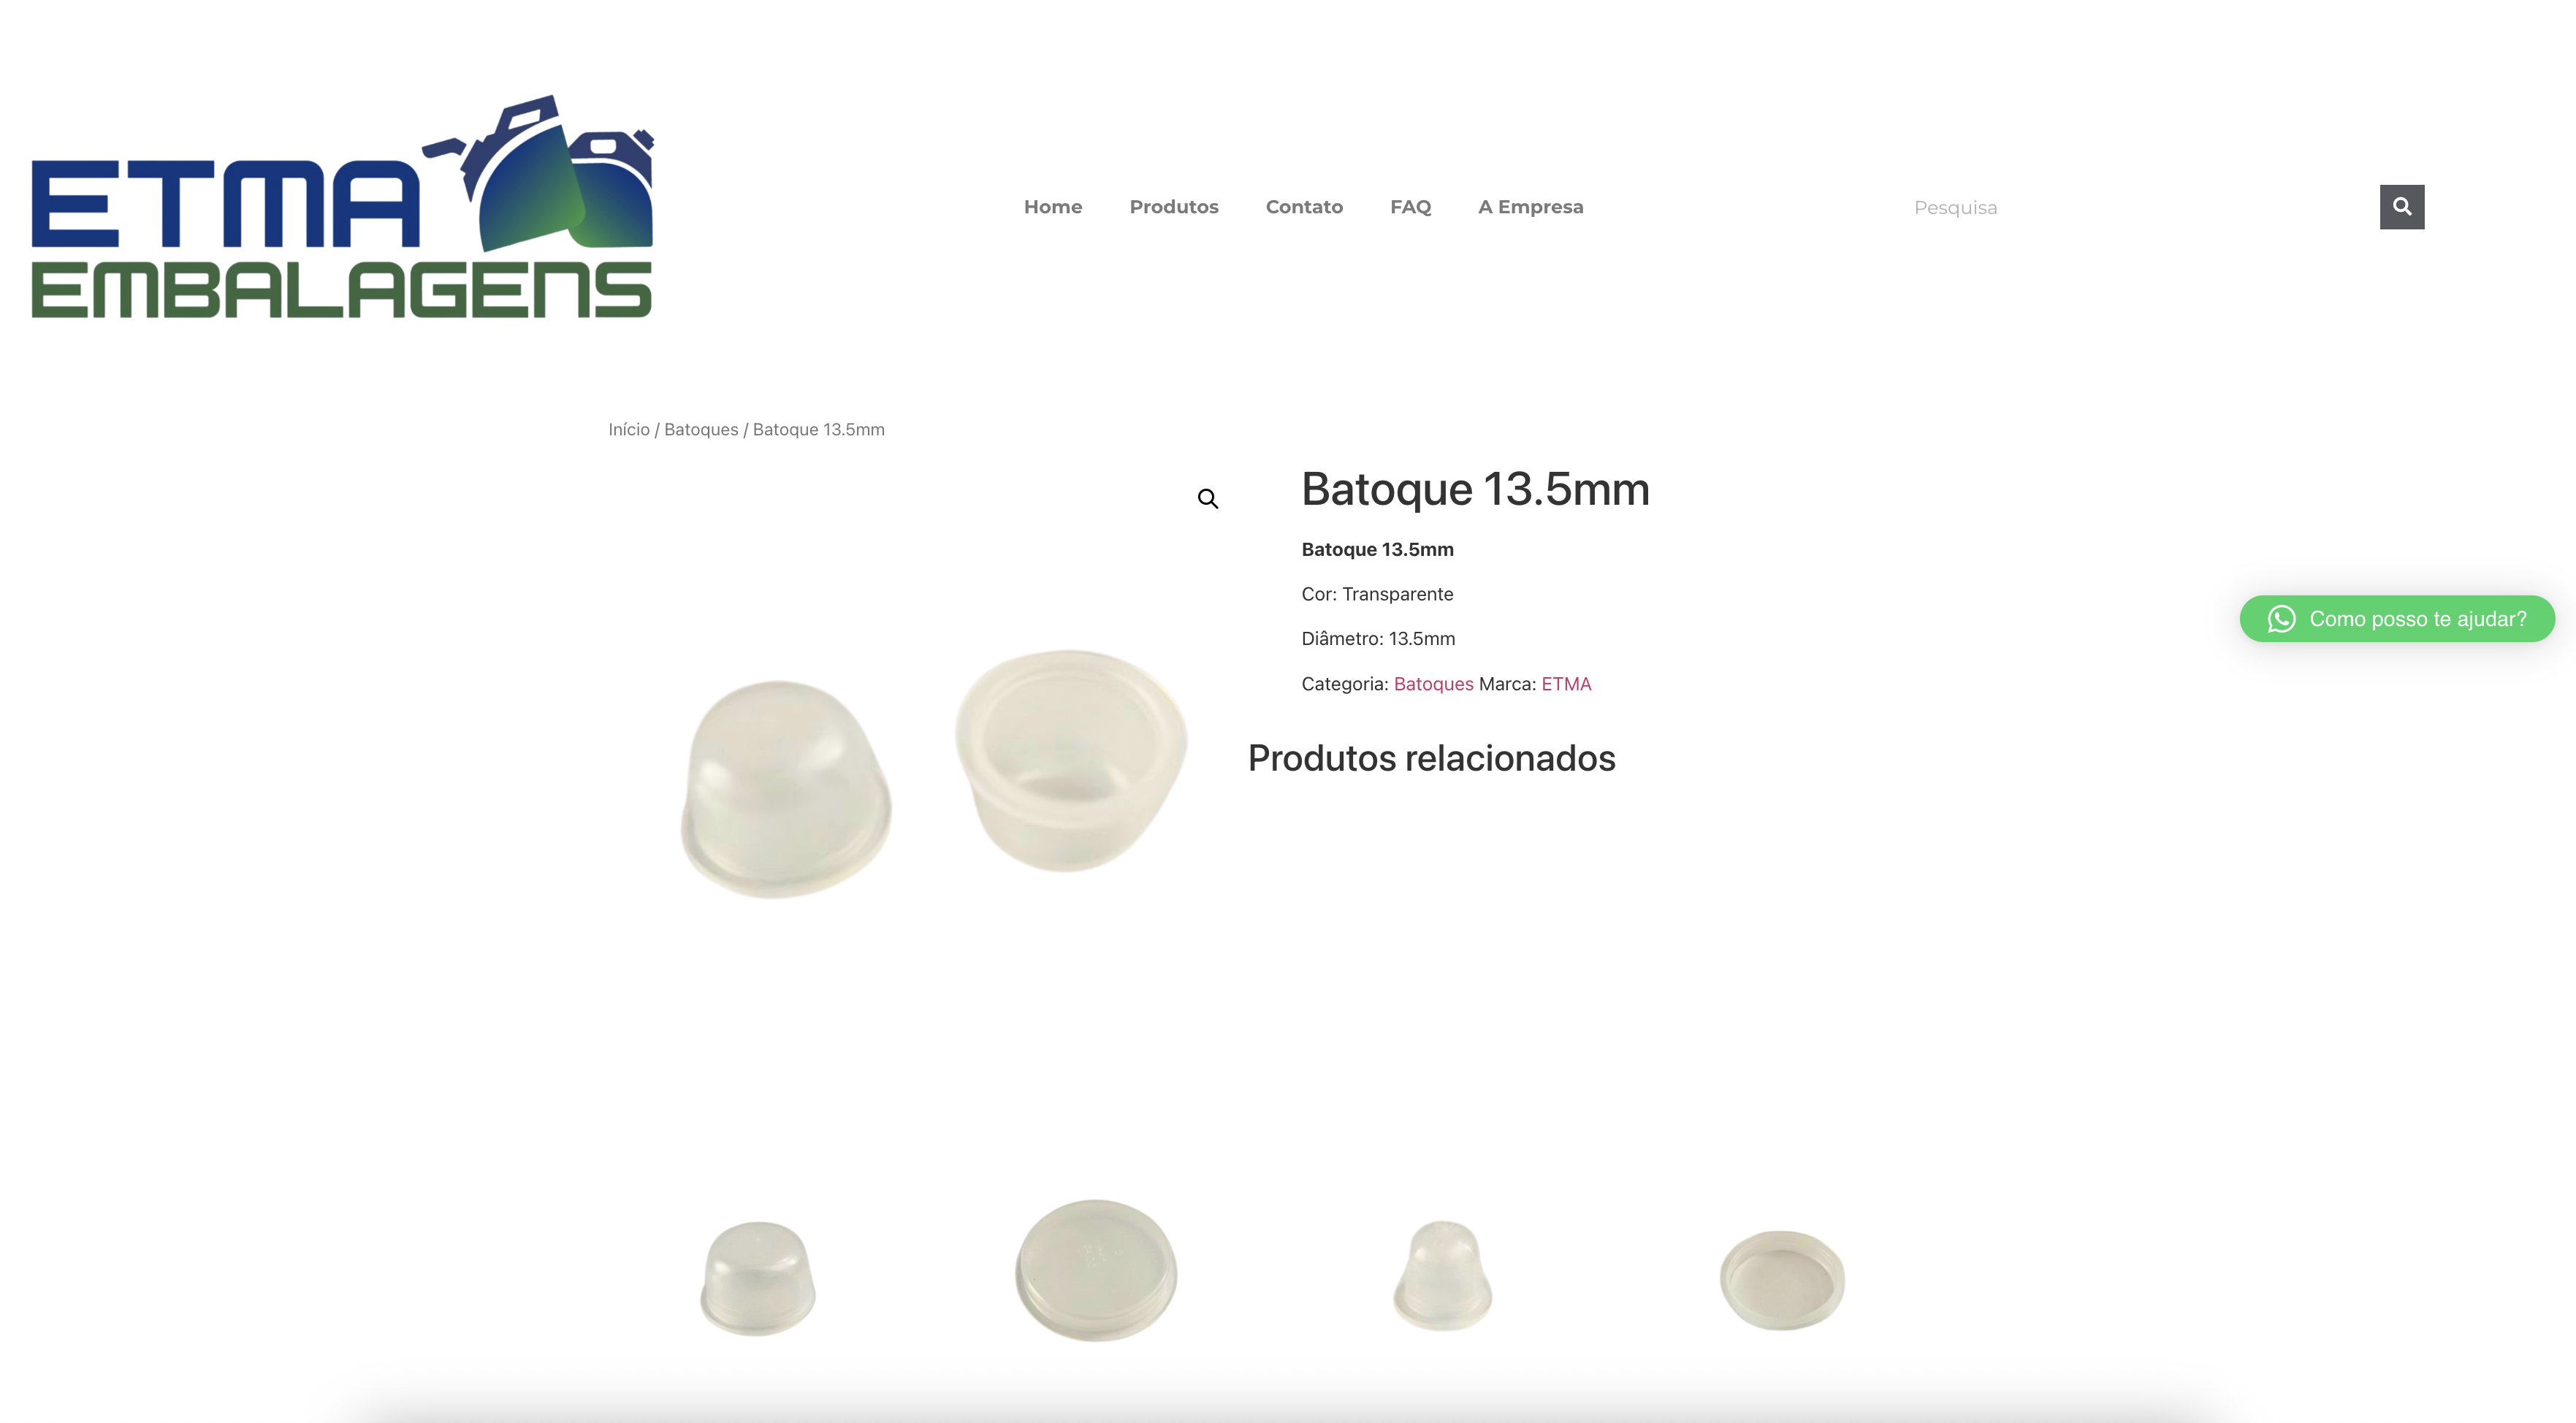 ETMA
EMBALAGENS
Home Produtos Contato FAQ A Empresa Pesquisa
Início / Batoques / Batoque 13.5mm
Batoque 13.5mm
Batoque 13.5mm
Cor: Transparente
Diâmetro: 13.5mm
Categoria: Batoques Marca: ETMA
Como posso te ajudar?
Produtos relacionados